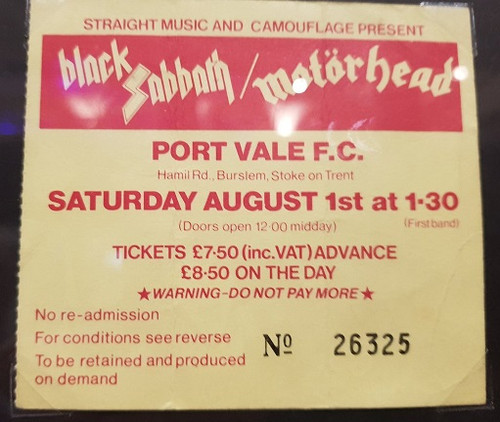 STRAIGHT MUSIC AND CAMOUFLAGE PRESENT
black Sabbath / motörhead
PORT VALE F.C.
Hamil Rd., Burslem, Stoke on Trent
SATURDAY AUGUST 1st at 1·30
(Doors open 12·00 midday) (First band)
TICKETS £7·50 (inc. VAT) ADVANCE
£8·50 ON THE DAY
★WARNING-DO NOT PAY MORE★
No re-admission
For conditions see reverse
To be retained and produced
on demand
Nº 26325